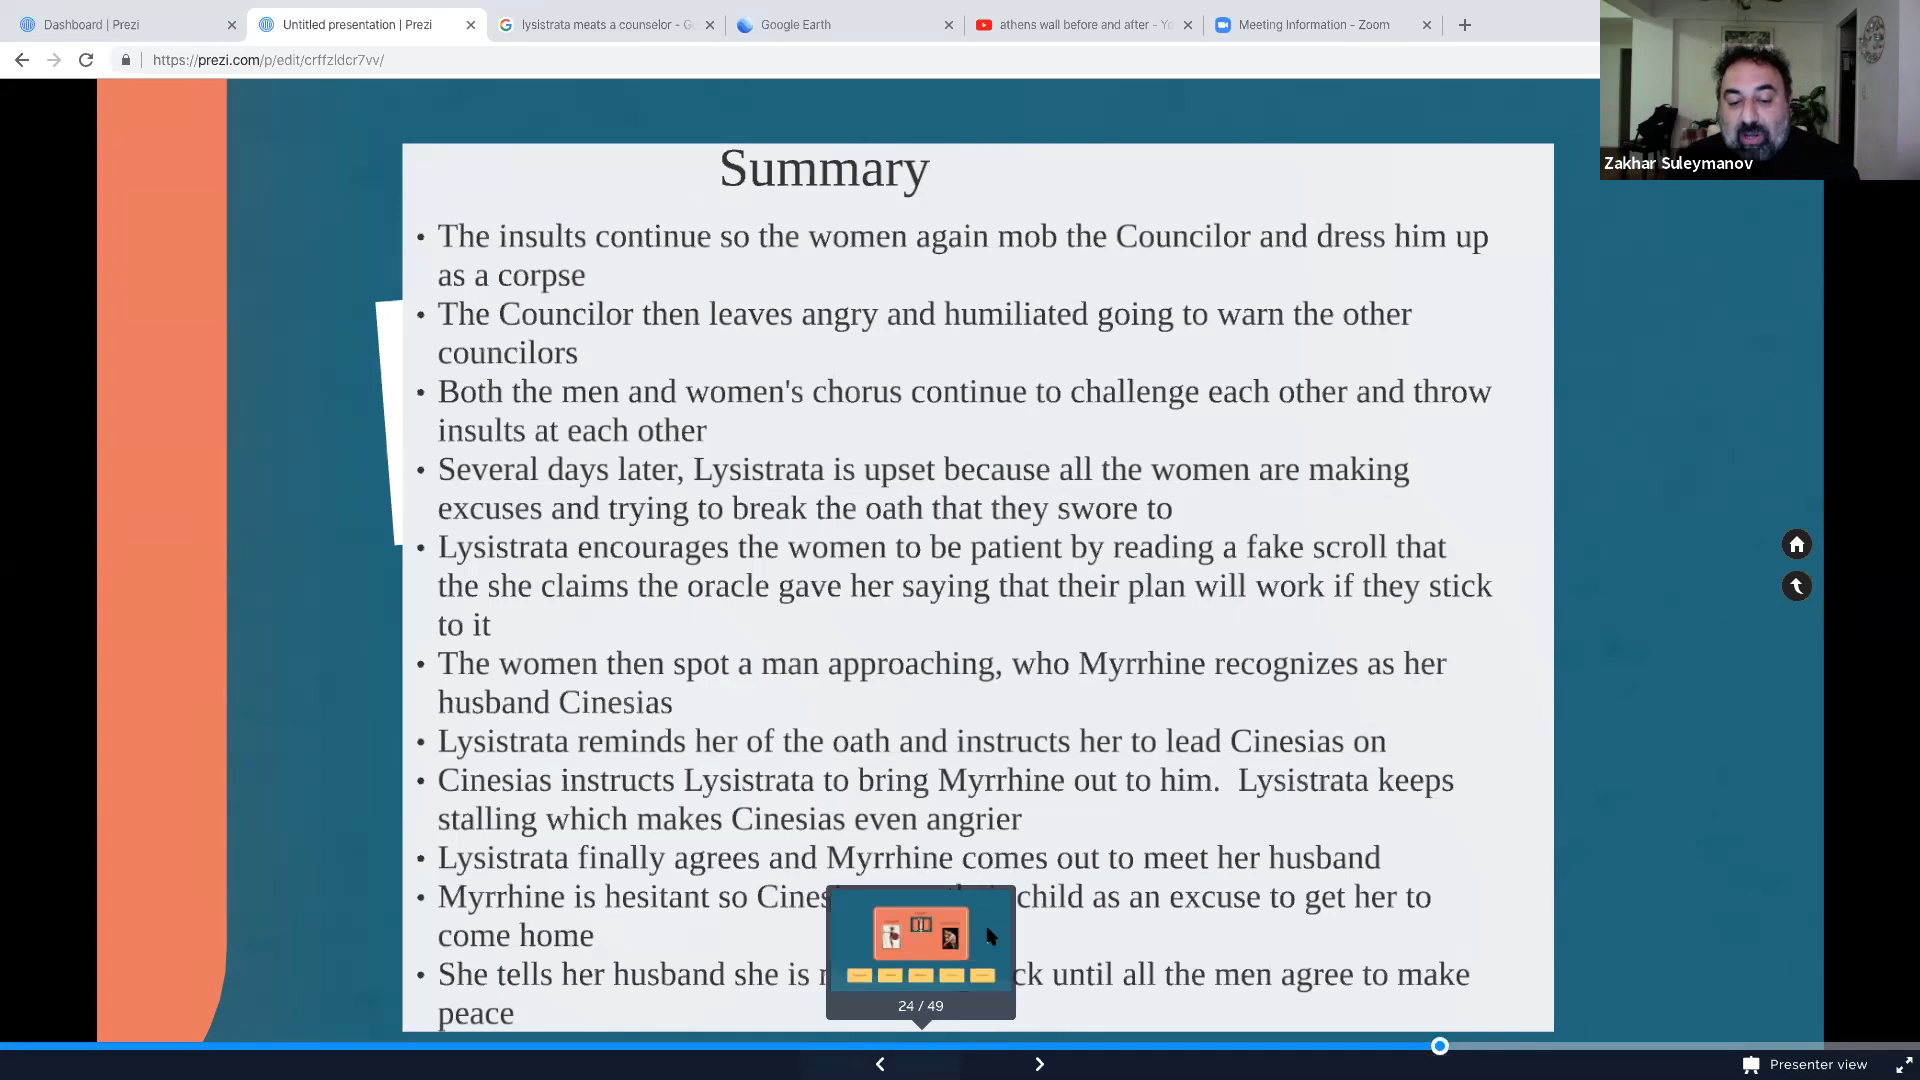 Dashboard | Prezi
Untitled presentation | Prezi
lysistrata meats a counselor - G
Google Earth
athens wall before and after - Yo
Meeting Information - Zoom
https://prezi.com/p/edit/crffzldcr7vv/
Zakhar Suleymanov
Summary
• The insults continue so the women again mob the Councilor and dress him up
as a corpse
• The Councilor then leaves angry and humiliated going to warn the other
councilors
• Both the men and women's chorus continue to challenge each other and throw
insults at each other
• Several days later, Lysistrata is upset because all the women are making
excuses and trying to break the oath that they swore to
• Lysistrata encourages the women to be patient by reading a fake scroll that
the she claims the oracle gave her saying that their plan will work if they stick
to it
• The women then spot a man approaching, who Myrrhine recognizes as her
husband Cinesias
• Lysistrata reminds her of the oath and instructs her to lead Cinesias on
• Cinesias instructs Lysistrata to bring Myrrhine out to him.  Lysistrata keeps
stalling which makes Cinesias even angrier
• Lysistrata finally agrees and Myrrhine comes out to meet her husband
• Myrrhine is hesitant so Cines child as an excuse to get her to
come home
• She tells her husband she is ck until all the men agree to make
peace
24 / 49
Presenter view